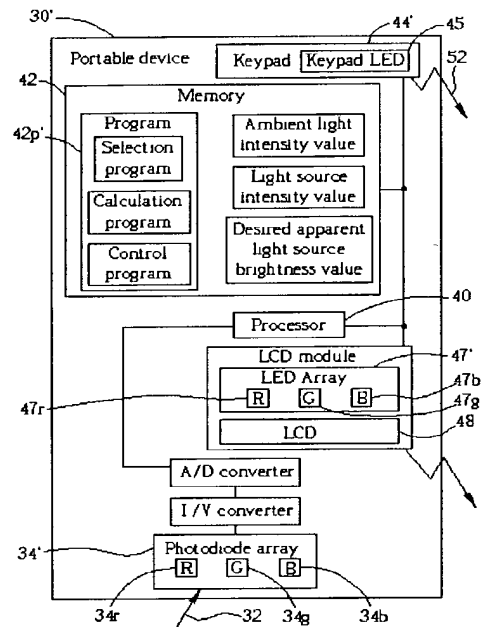 30'
44'
45
Portable device
Keypad
Keypad LED
52
42
Memory
42p'
Program
Selection
program
Calculation
program
Control
program
Ambient light
intensity value
Light source
intensity value
Desired apparent
light source
brightness value
40
Processor
LCD module
47'
LED Array
47b
47r
R
G
B
47g
48
LCD
A/D converter
I/V converter
34'
Photodiode array
R
G
B
34r
32
34g
34b